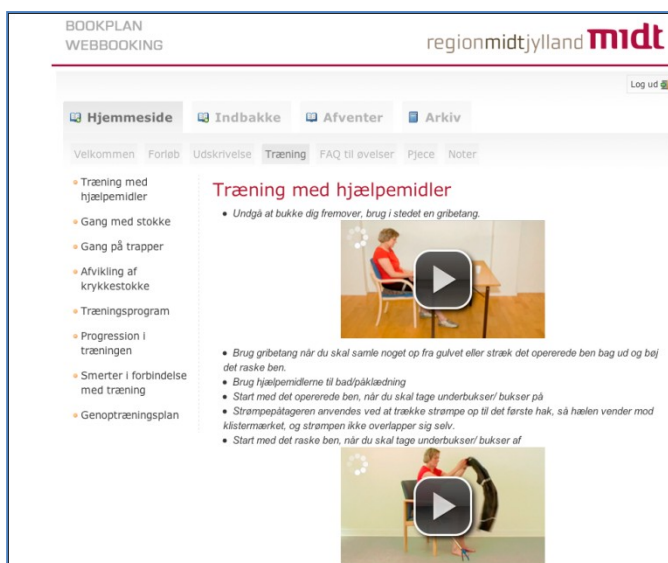 BOOKPLAN
WEBBOOKING
regionmidtjylland midt
Log ud
Hjemmeside Indbakke Afventer Arkiv
Velkommen Forløb Udskrivelse Træning FAQ til øvelser Pjece Noter
Træning med
hjælpemidler
Gang med stokke
Gang på trapper
Afvikling af
krykkestokke
Træningsprogram
Progression i
træningen
Smerter i forbindelse
med træning
Genoptræningsplan
Træning med hjælpemidler
• Undgå at bukke dig fremover, brug i stedet en gribetang.
• Brug gribetang når du skal samle noget op fra gulvet eller stræk det opererede ben bag ud og bøj
det raske ben.
• Brug hjælpemidlerne til bad/påklædning
• Start med det opererede ben, når du skal tage underbukser/ bukser på
• Strømpepåtageren anvendes ved at trække strømpe op til det første hak, så hælen vender mod
klistermærket, og strømpen ikke overlapper sig selv.
• Start med det raske ben, når du skal tage underbukser/ bukser af